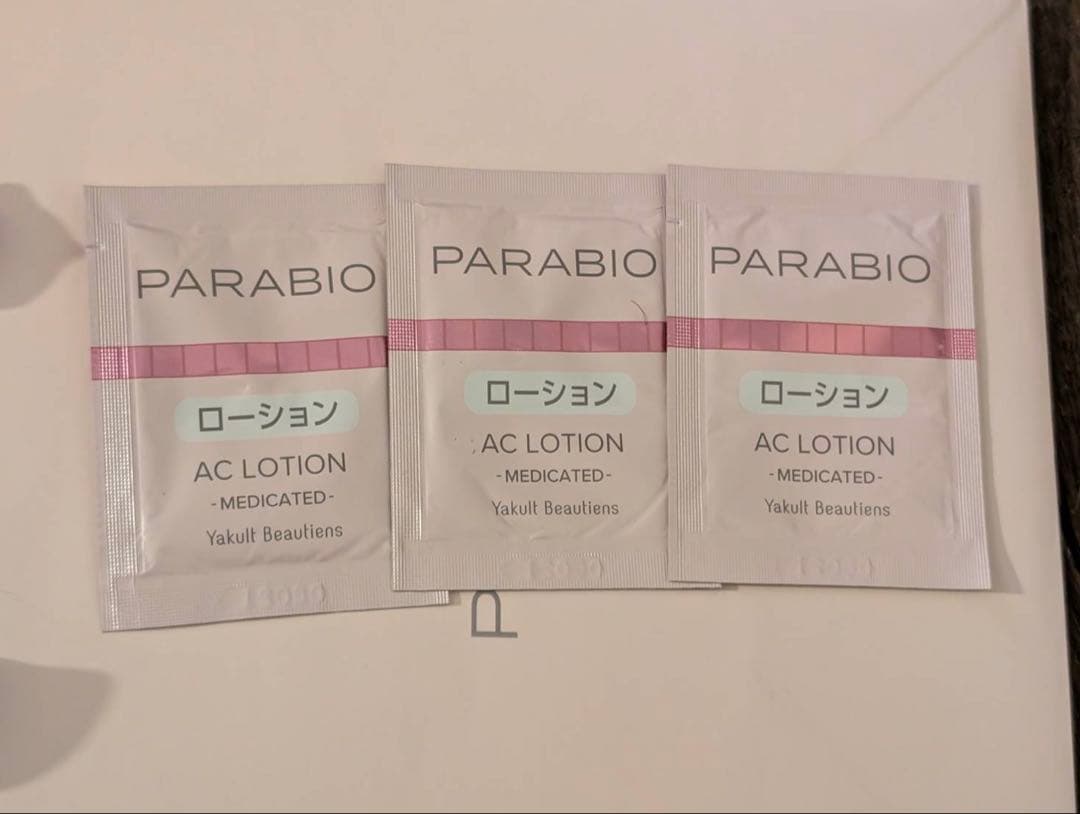 PARABIO
ローション
AC LOTION
-MEDICATED-
Yakult Beautiens
PARABIO
ローション
AC LOTION
-MEDICATED-
Yakult Beautiens
PARABIO
ローション
AC LOTION
-MEDICATED-
Yakult Beautiens
P